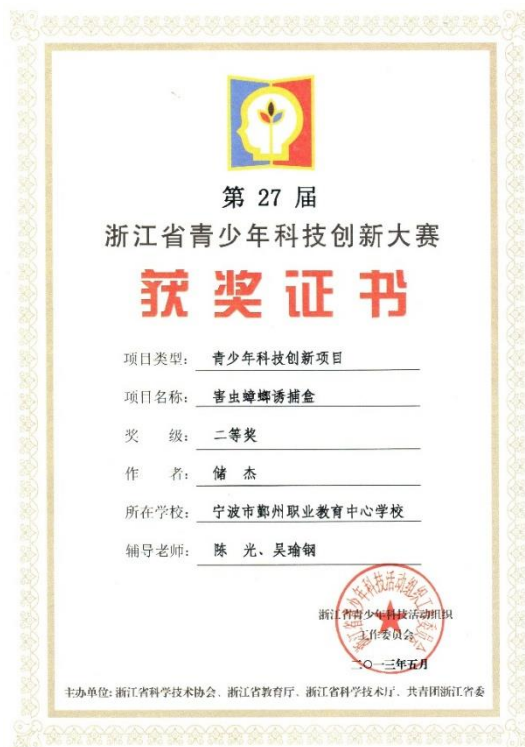 第 27 届
浙江省青少年科技创新大赛
获奖证书
项目类型: 青少年科技创新项目
项目名称: 害虫蟑螂诱捕盒
奖 级: 二等奖
作 者: 储 杰
所在学校: 宁波市鄞州职业教育中心学校
辅导老师: 陈 光、吴瑜钢
浙江省青少年科技活动组织
工作委员会
二〇一三年五月
主办单位: 浙江省科学技术协会、浙江省教育厅、浙江省科学技术厅、共青团浙江省委